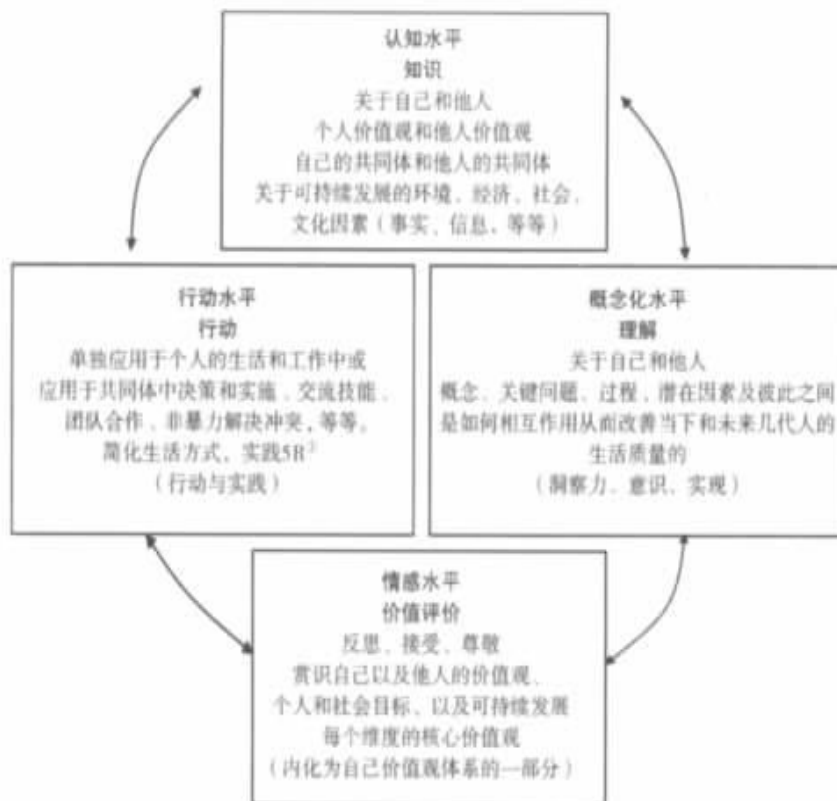 认知水平
知识
关于自己和他人
个人价值观和他人价值观
自己的共同体和他人的共同体
关于可持续发展的环境、经济、社会、
文化因素（事实、信息，等等）
行动水平
行动
单独应用于个人的生活和工作中或
应用于共同体中决策和实施、交流技能、
团队合作、非暴力解决冲突，等等。
简化生活方式，实践5R②
（行动与实践）
概念化水平
理解
关于自己和他人
概念、关键问题、过程，潜在因素及彼此之间
是如何相互作用从而改善当下和未来几代人的
生活质量的
（洞察力、意识、实现）
情感水平
价值评价
反思、接受、尊敬
赏识自己以及他人的价值观、
个人和社会目标、以及可持续发展
每个维度的核心价值观
（内化为自己价值观体系的一部分）